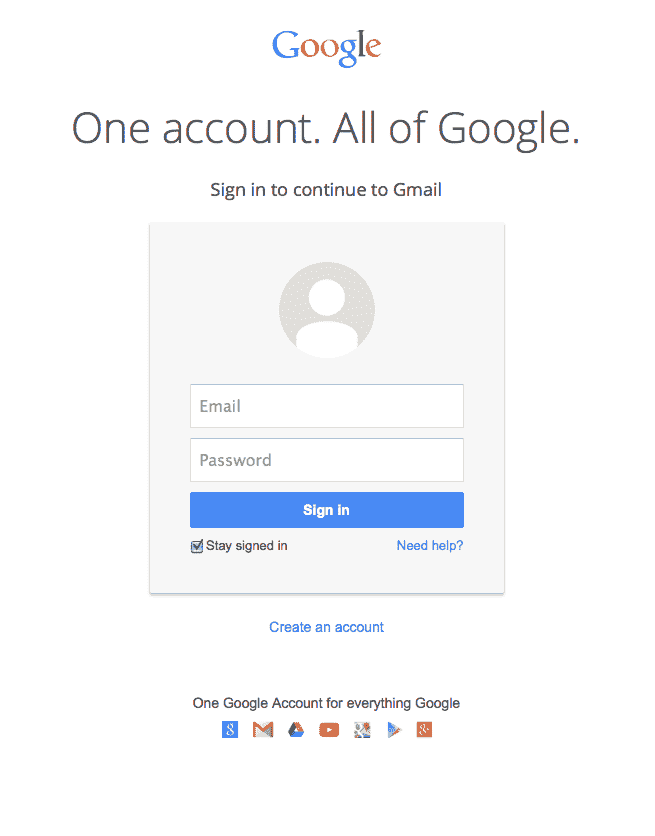 Google
One account. All of Google.
Sign in to continue to Gmail
Email
Password
Sign in
Stay signed in
Need help?
Create an account
One Google Account for everything Google